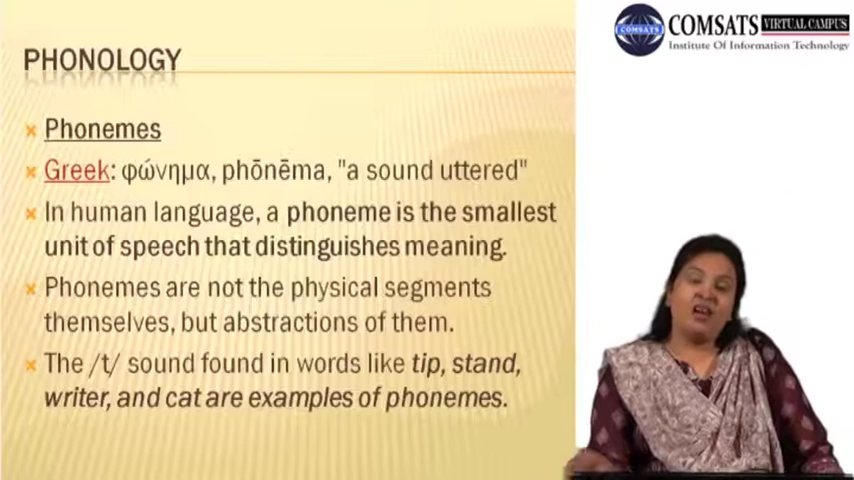 PHONOLOGY
Phonemes
Greek: φώνημα, phōnēma, "a sound uttered"
In human language, a phoneme is the smallest
unit of speech that distinguishes meaning.
Phonemes are not the physical segments
themselves, but abstractions of them.
The /t/ sound found in words like tip, stand,
writer, and cat are examples of phonemes.
COMSATS
COMSATS VIRTUAL CAMPUS
Institute Of Information Technology